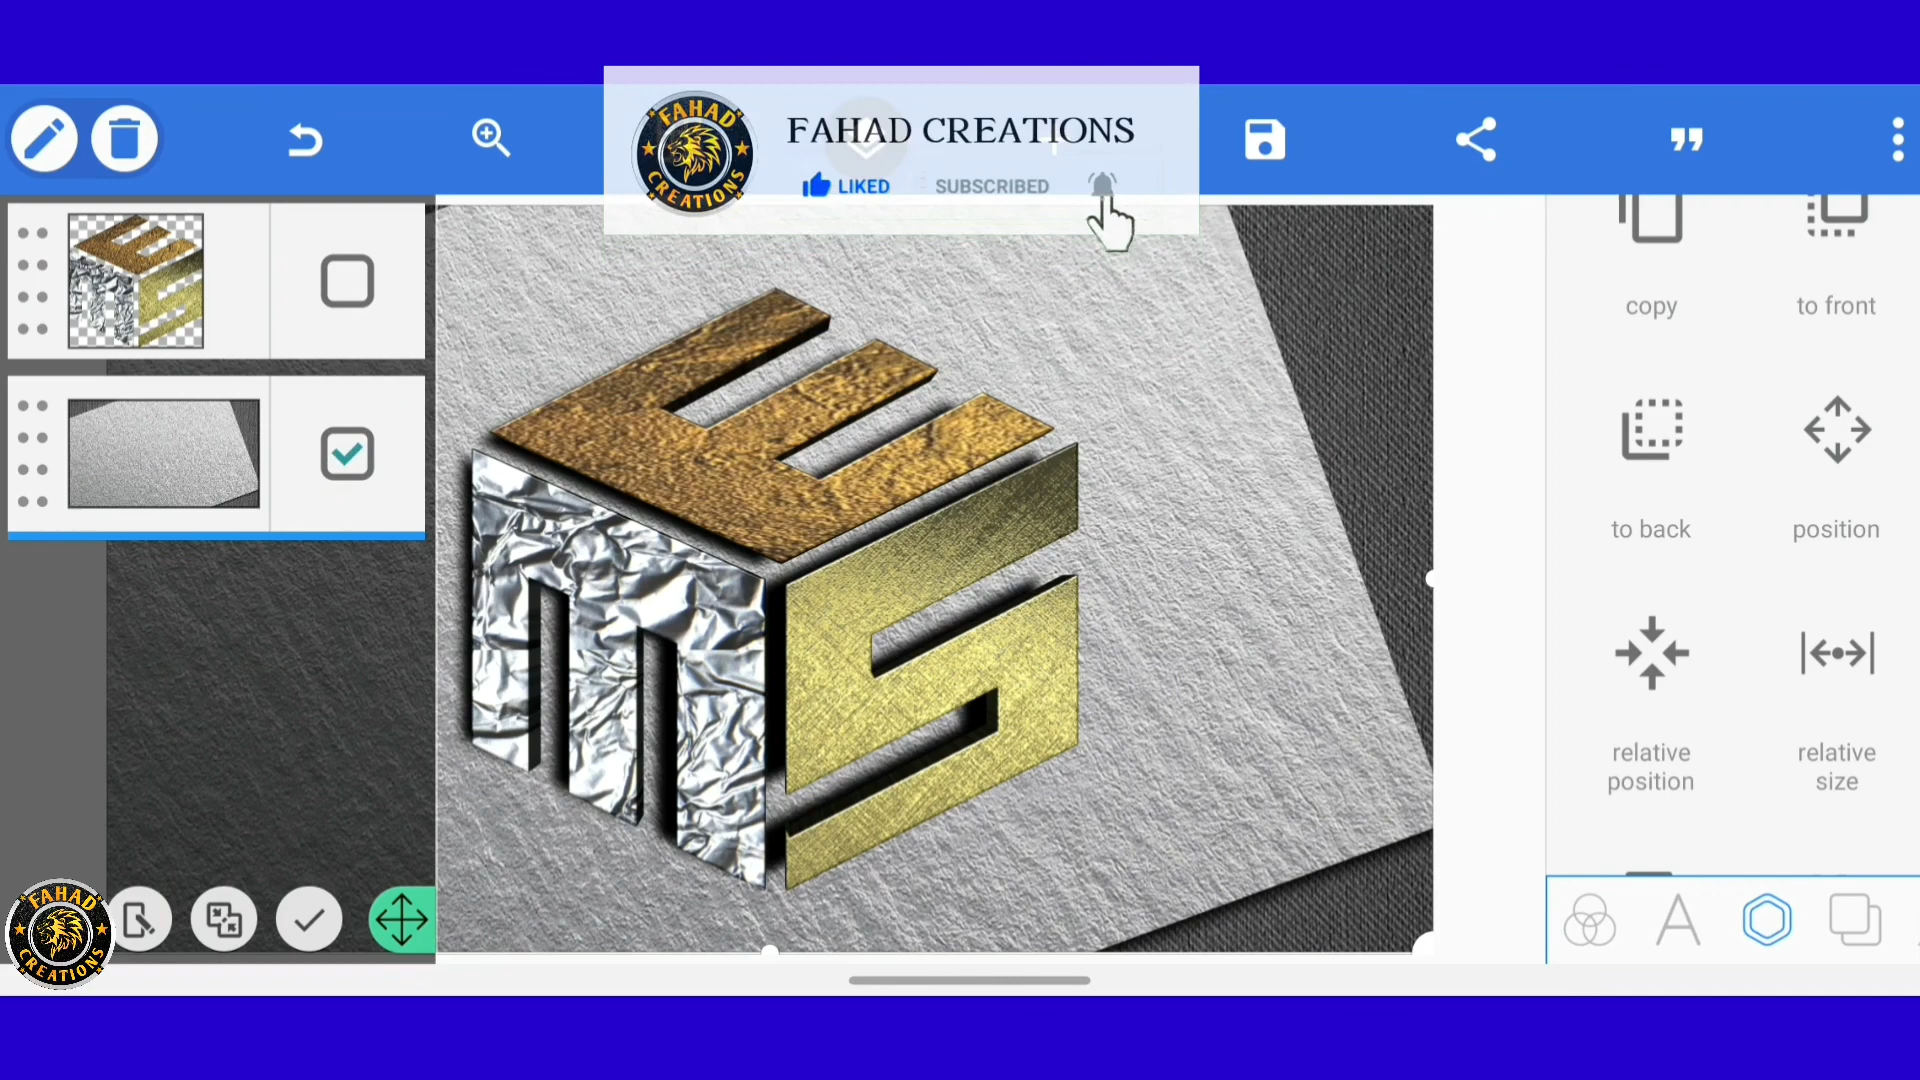 FAHAD
CREATIONS
FAHAD CREATIONS
LIKED
SUBSCRIBED
copy
to front
to back
position
relative
position
relative
size
E
M
S
FAHAD
CREATIONS